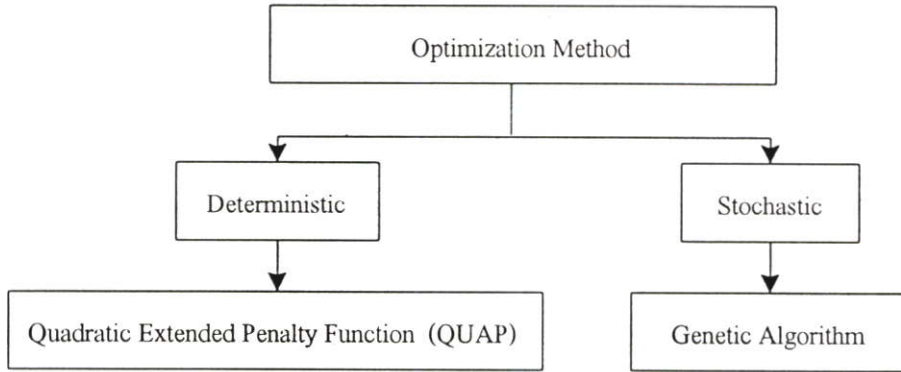 Optimization Method
Deterministic
Stochastic
Quadratic Extended Penalty Function (QUAP)
Genetic Algorithm